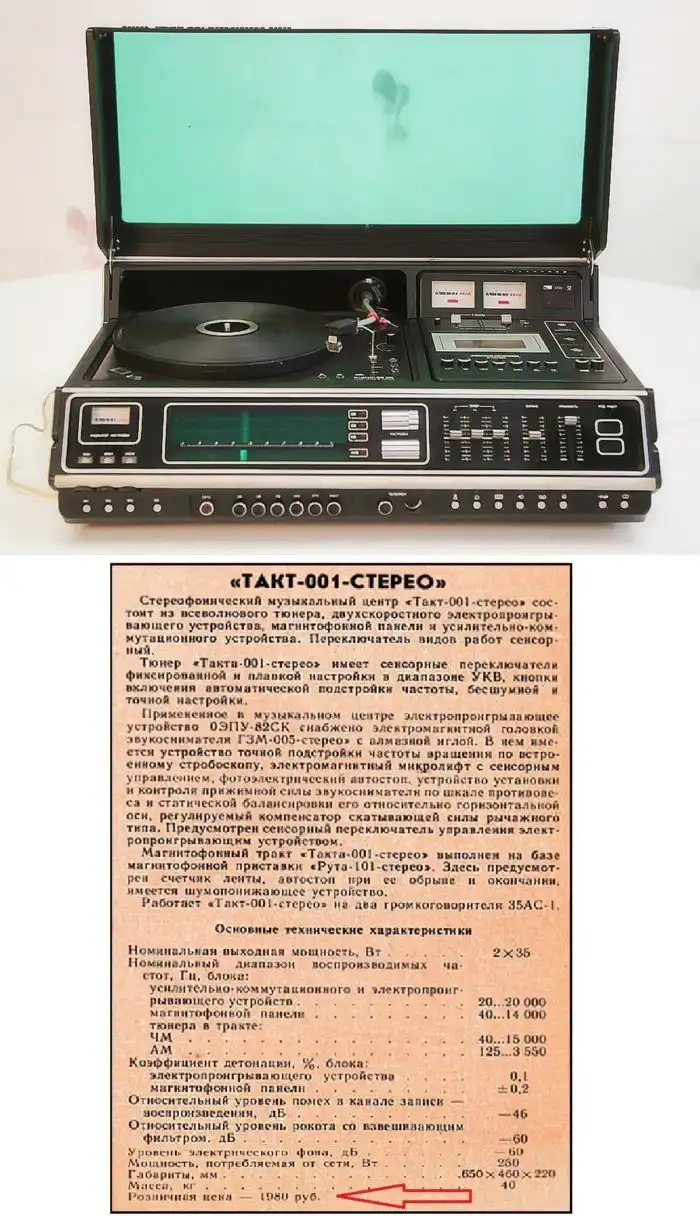 «ТАКТ-001-СТЕРЕО»
Стереофонический музыкальный центр «Такт-001-стерео» сос-
тоит из всеволнового тюнера, двухскоростного электропроигры-
вающего устройства, магнитофонной панели и усилительно-ком-
мутационного устройства. Переключатель видов работ сенсор-
ный.
Тюнер «Такта-001-стерео» имеет сенсорные переключатели
фиксированной и плавной настройки в диапазоне УКВ, кнопки
включения автоматической подстройки частоты, бесшумной и
точной настройки.
Примененное в музыкальном центре электропроигрывающее
устройство 0ЭПУ-82СК снабжено электромагнитной головкой
звукоснимателя ГЗМ-005-стерео» с алмазной иглой. В нем име-
ется устройство точной подстройки частоты вращения по встро-
енному стробоскопу, электромагнитный микролифт с сенсорным
управлением, фотоэлектрический автостоп, устройство установки
и контроля прижимной силы звукоснимателя по шкале противове-
са и статической балансировки его относительно горизонтальной
оси, регулируемый компенсатор скатывающей силы рычажного
типа. Предусмотрен сенсорный переключатель управления элект-
ропроигрывающим устройством.
Магнитофонный тракт «Такта-001-стерео» выполнен на базе
магнитофонной приставки «Рута-101-стерео». Здесь предусмот-
рен счетчик ленты, автостоп при ее обрыве и окончании,
имеется шумопонижающее устройство.
Работает «Такт-001-стерео» на два громкоговорителя 35АС-1.
Основные технические характеристики
Номинальная выходная мощность, Вт . . . . . 2×35
Номинальный диапазон воспроизводимых ча-
стот, Гц, блока:
усилительно-коммутационного и электропроиг-
рывающего устройств . . . . . . . . 20...20 000
магнитофонной панели . . . . . . . 40...14 000
тюнера в тракте:
ЧМ . . . . . . . . . . . . 40...15 000
АМ . . . . . . . . . . . . 125...3 550
Коэффициент детонации, %, блока:
электропроигрывающего устройства . . . . 0,1
магнитофонной панели . . . . . . . ±0,2
Относительный уровень помех в канале записи —
воспроизведения, дБ . . . . . . . . —46
Относительный уровень рокота со взвешивающим
фильтром, дБ . . . . . . . . . . —60
Уровень электрического фона, дБ . . . . . —60
Мощность, потребляемая от сети, Вт . . . . . 250
Габариты, мм . . . . . . . . . . .650×460×220
Масса, кг . . . . . . . . . . . . 40
Розничная цена — 1980 руб.